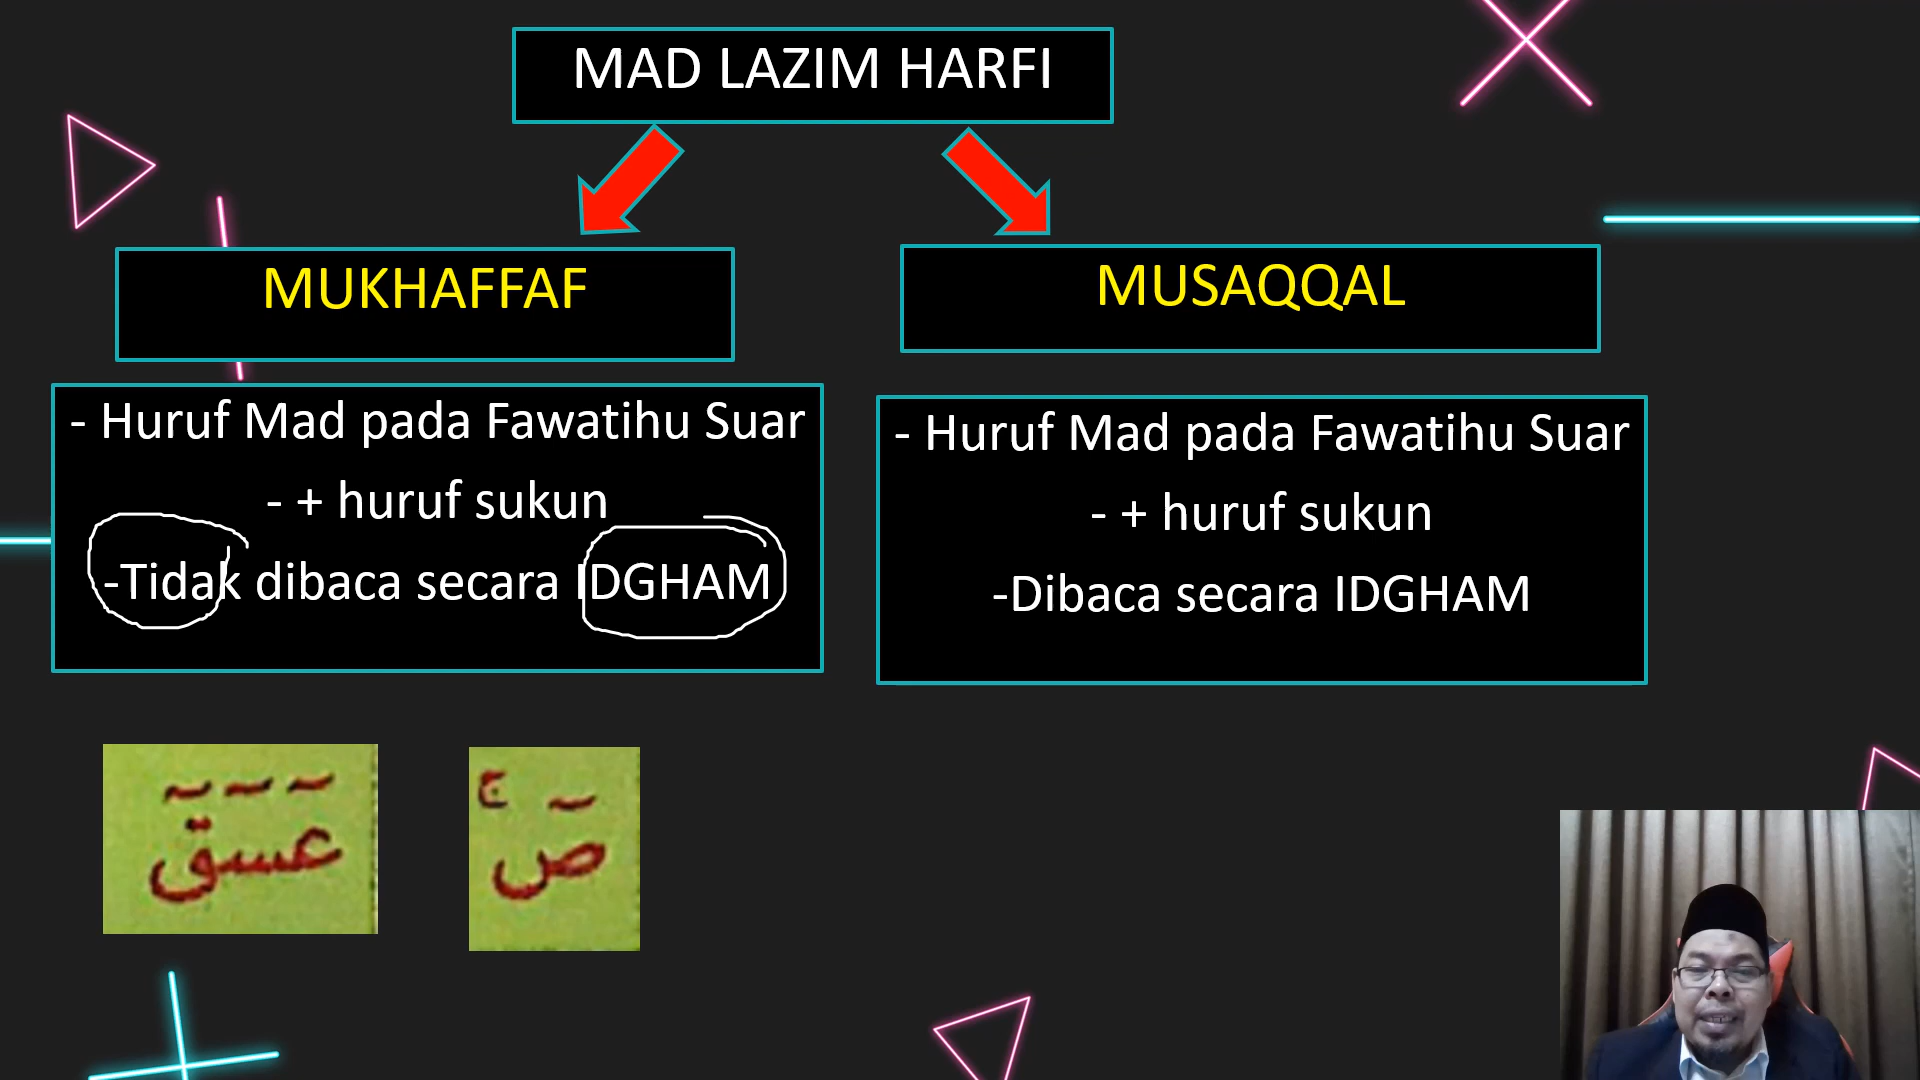 MAD LAZIM HARFI
MUKHAFFAF
- Huruf Mad pada Fawatihu Suar
- + huruf sukun
-Tidak dibaca secara IDGHAM
MUSAQQAL
- Huruf Mad pada Fawatihu Suar
- + huruf sukun
-Dibaca secara IDGHAM
عٓسٓقٓ
صٓ ۚ